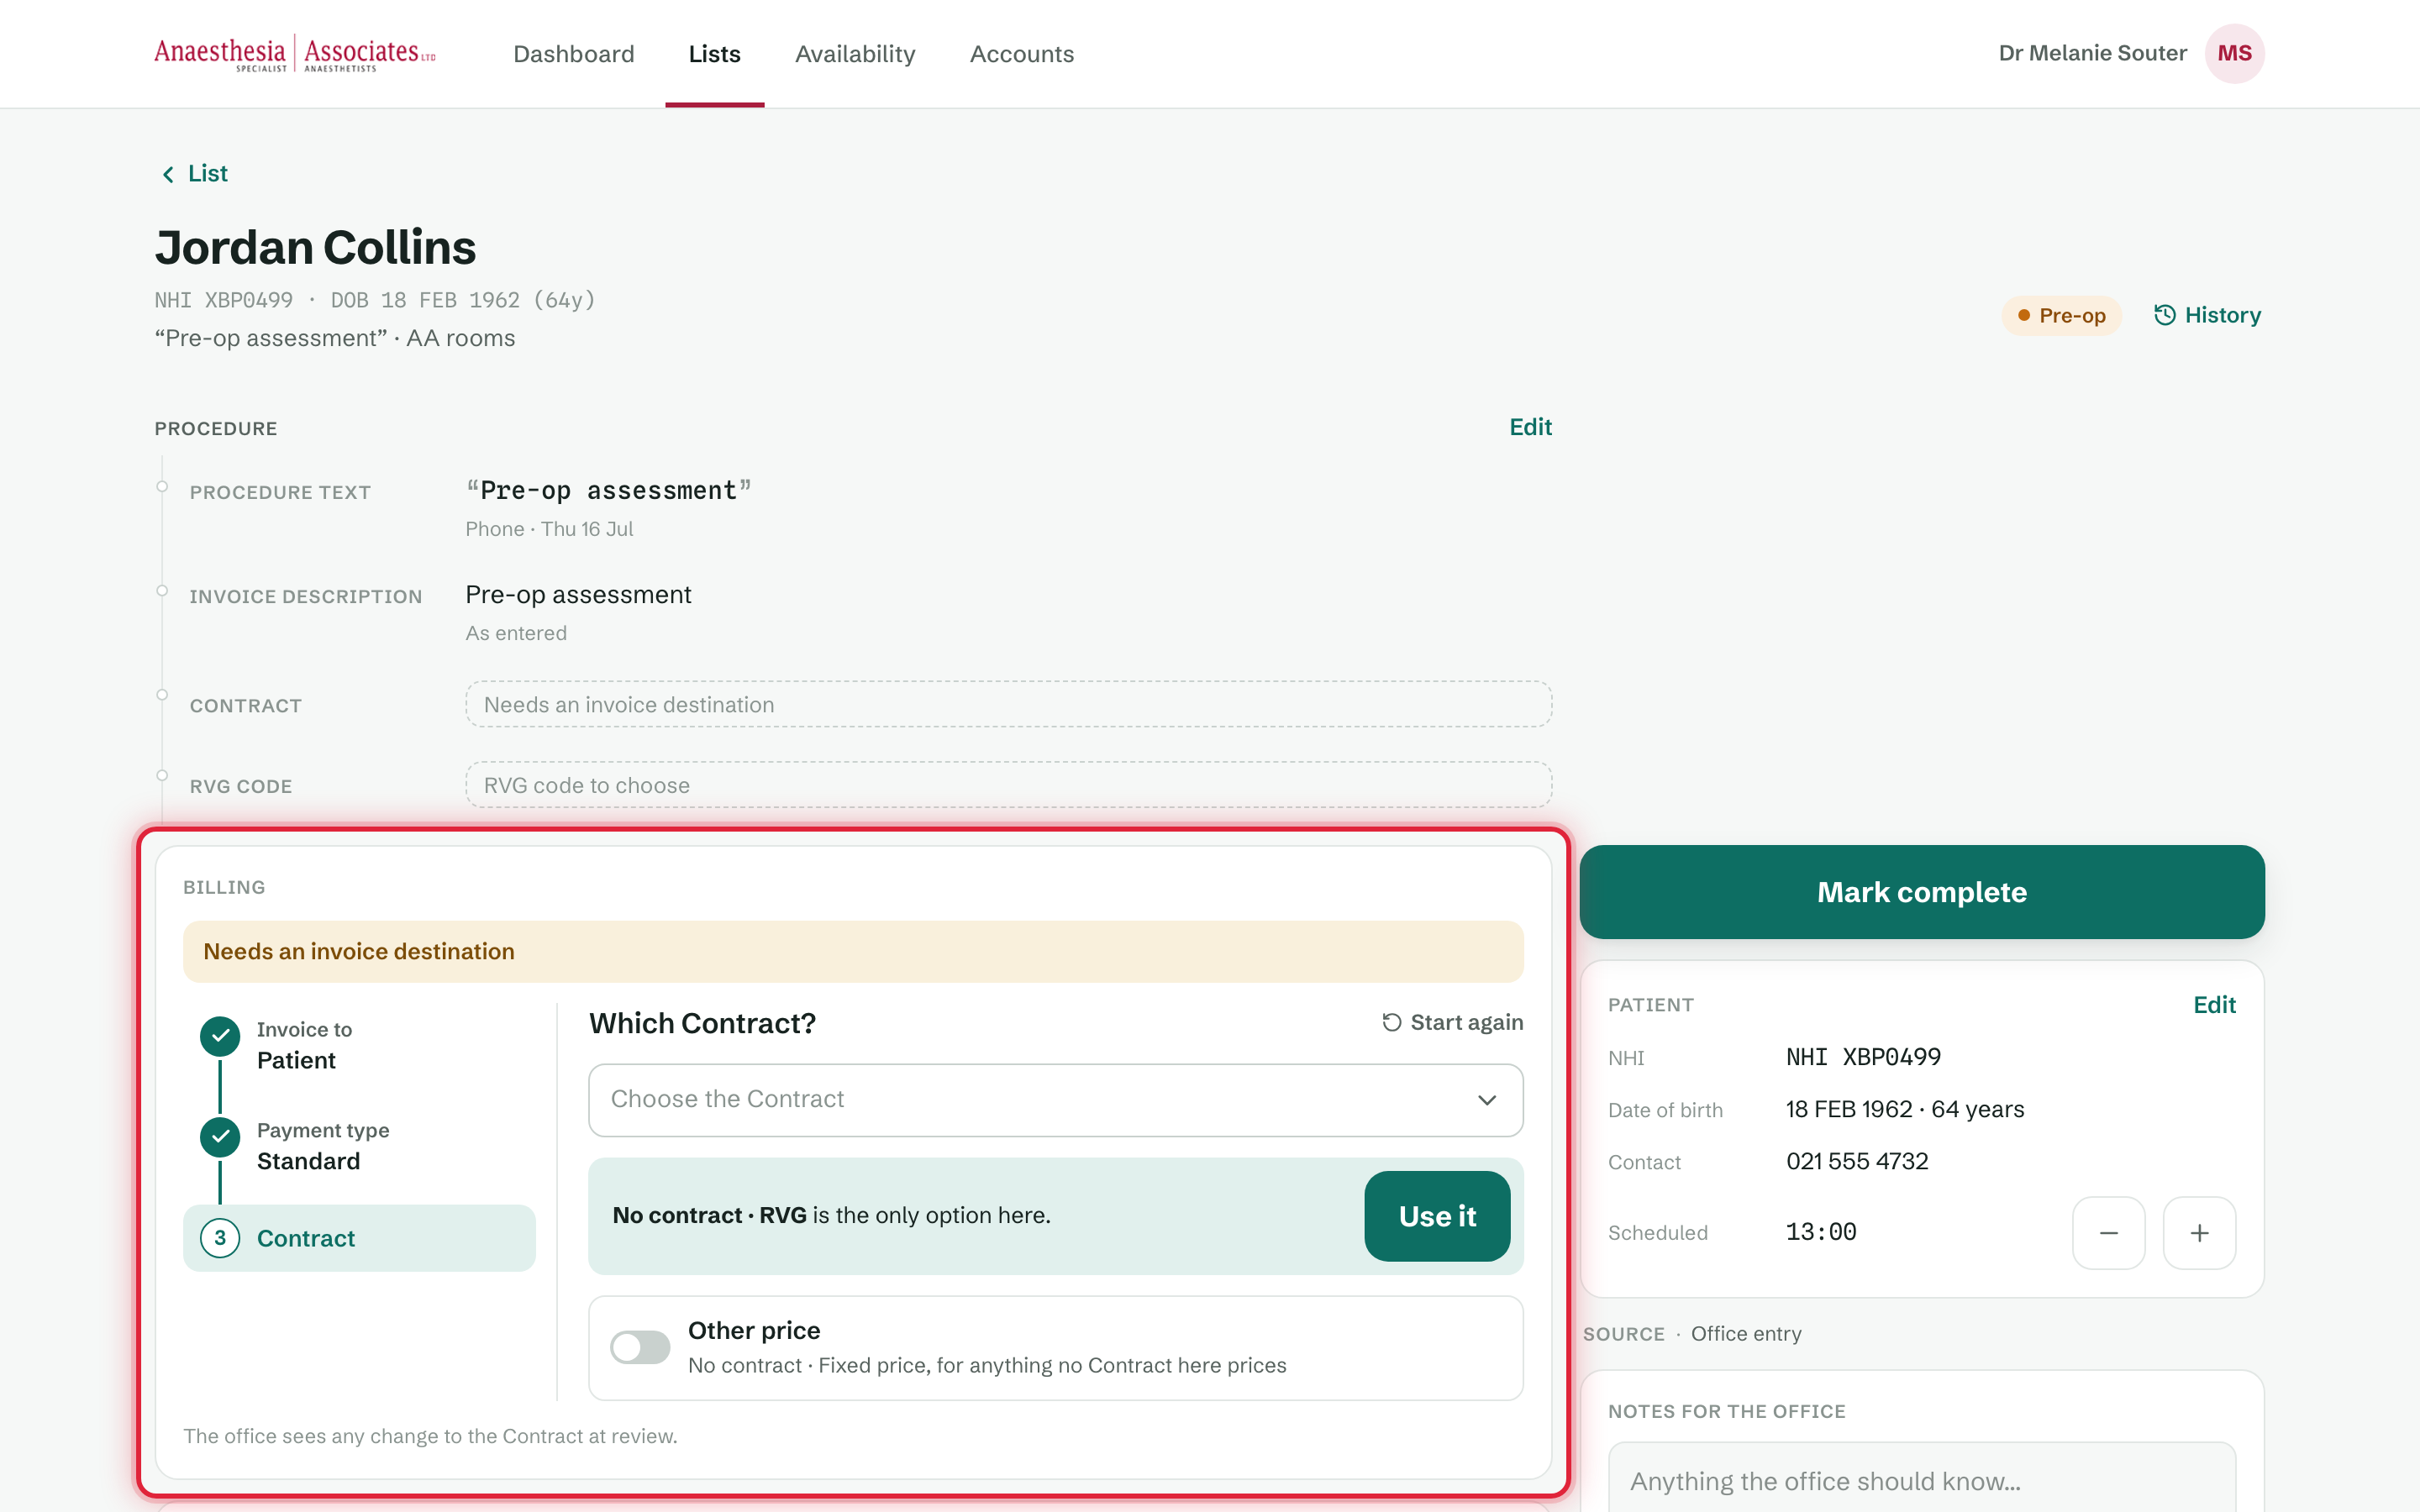 Anaesthesia | Associates LTD
SPECIALIST ANAESTHETISTS
Dashboard
Lists
Availability
Accounts
Dr Melanie Souter
MS
List
Jordan Collins
NHI XBP0499 · DOB 18 FEB 1962 (64y)
“Pre-op assessment” · AA rooms
Pre-op
History
PROCEDURE
Edit
PROCEDURE TEXT
“Pre-op assessment”
Phone · Thu 16 Jul
INVOICE DESCRIPTION
Pre-op assessment
As entered
CONTRACT
Needs an invoice destination
RVG CODE
RVG code to choose
BILLING
Needs an invoice destination
Invoice to
Patient
Payment type
Standard
3 Contract
Which Contract?
Start again
Choose the Contract
No contract · RVG is the only option here.
Use it
Other price
No contract · Fixed price, for anything no Contract here prices
The office sees any change to the Contract at review.
Mark complete
PATIENT
Edit
NHI
NHI XBP0499
Date of birth
18 FEB 1962 · 64 years
Contact
021 555 4732
Scheduled
13:00
SOURCE · Office entry
NOTES FOR THE OFFICE
Anything the office should know...